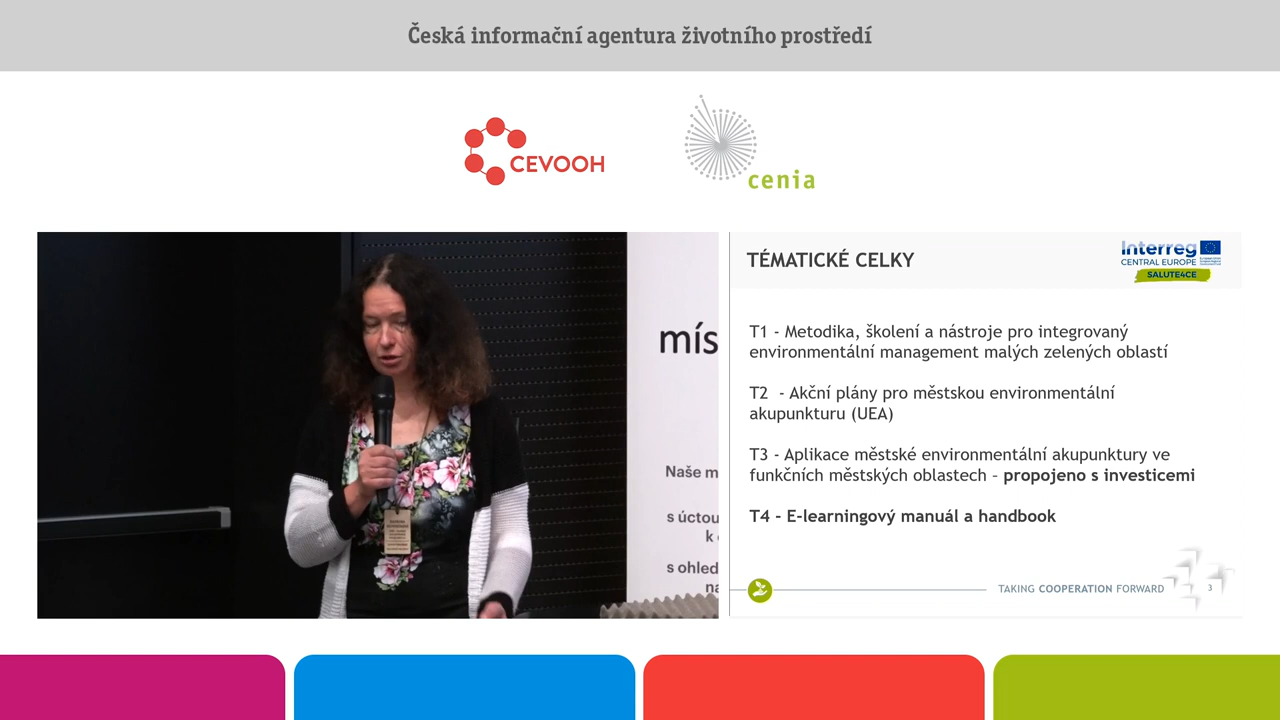 Česká informační agentura životního prostředí
CEVOOH
cenia
mís
Naše m
s úctou
k
s ohled
na
TÉMATICKÉ CELKY
Interreg
CENTRAL EUROPE
SALUTE4CE
T1 - Metodika, školení a nástroje pro integrovaný
environmentální management malých zelených oblastí
T2 - Akční plány pro městskou environmentální
akupunkturu (UEA)
T3 - Aplikace městské environmentální akupunktury ve
funkčních městských oblastech – propojeno s investicemi
T4 - E-learningový manuál a handbook
TAKING COOPERATION FORWARD
3